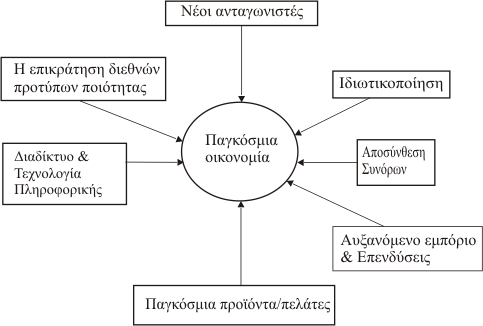 Νέοι ανταγωνιστές
Η επικράτηση διεθνών
προτύπων ποιότητας
Ιδιωτικοποίηση
Παγκόσμια
οικονομία
Διαδίκτυο &
Τεχνολογία
Πληροφορικής
Αποσύνθεση
Συνόρων
Αυξανόμενο εμπόριο
& Επενδύσεις
Παγκόσμια προϊόντα/πελάτες